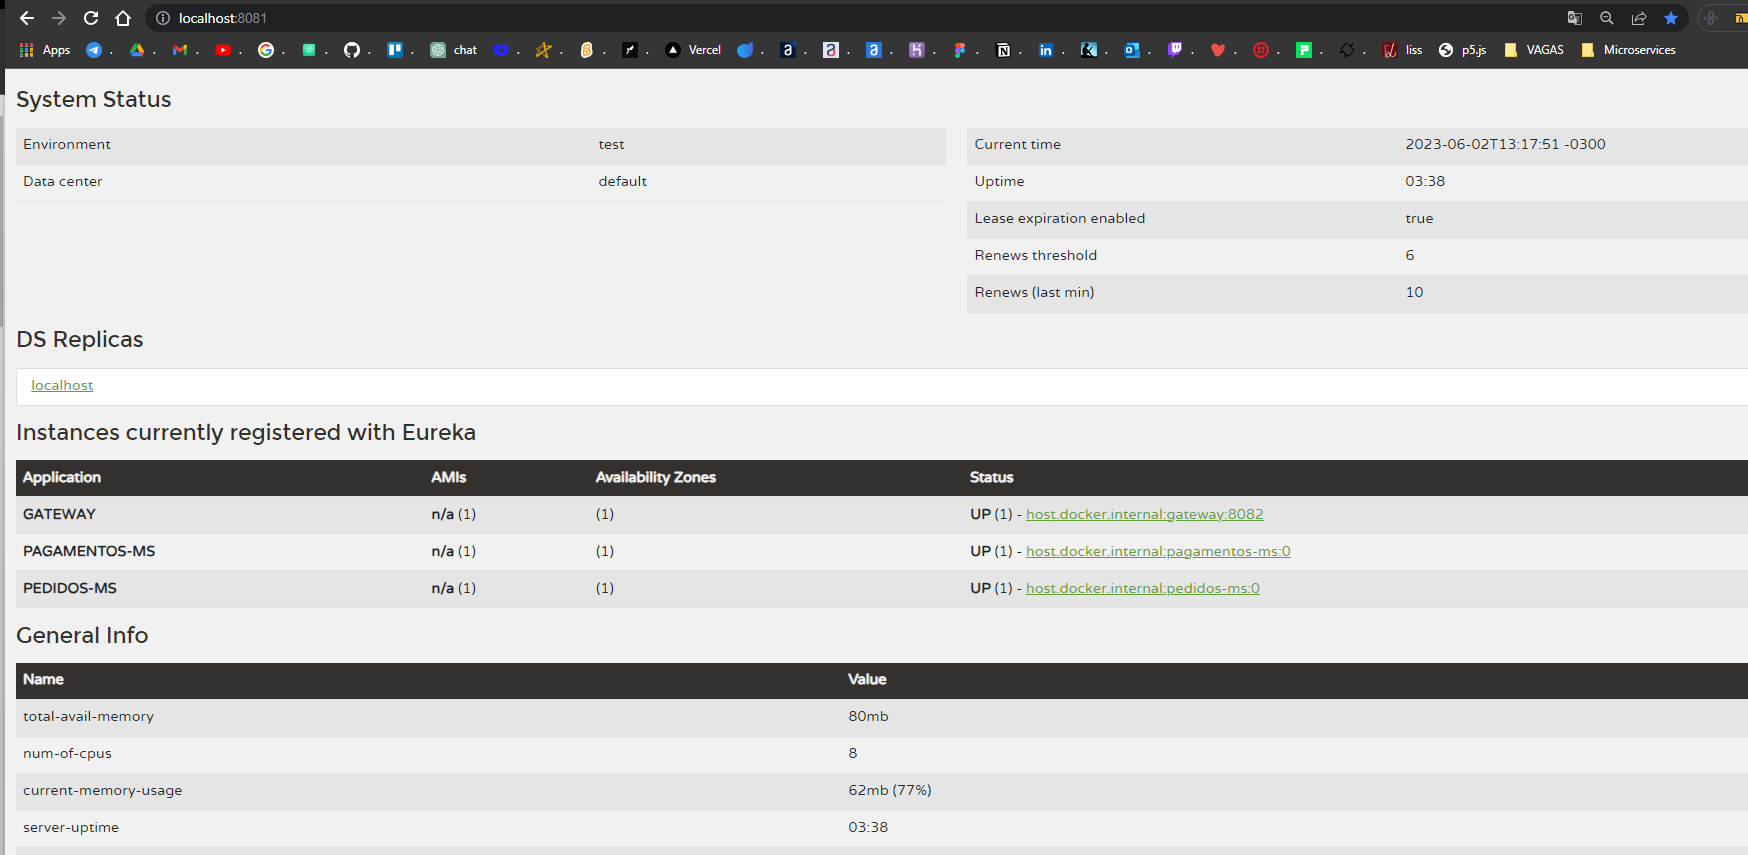 localhost:8081
Apps . . . . . . . . . chat . . . . Vercel . . . . . . . . . . . . . . . liss p5.js VAGAS Microservices
System Status
Environment test Current time 2023-06-02T13:17:51 -0300
Data center default Uptime 03:38
Lease expiration enabled true
Renews threshold 6
Renews (last min) 10
DS Replicas
localhost
Instances currently registered with Eureka
Application AMIs Availability Zones Status
GATEWAY n/a (1) (1) UP (1) - host.docker.internal:gateway:8082
PAGAMENTOS-MS n/a (1) (1) UP (1) - host.docker.internal:pagamentos-ms:0
PEDIDOS-MS n/a (1) (1) UP (1) - host.docker.internal:pedidos-ms:0
General Info
Name Value
total-avail-memory 80mb
num-of-cpus 8
current-memory-usage 62mb (77%)
server-uptime 03:38